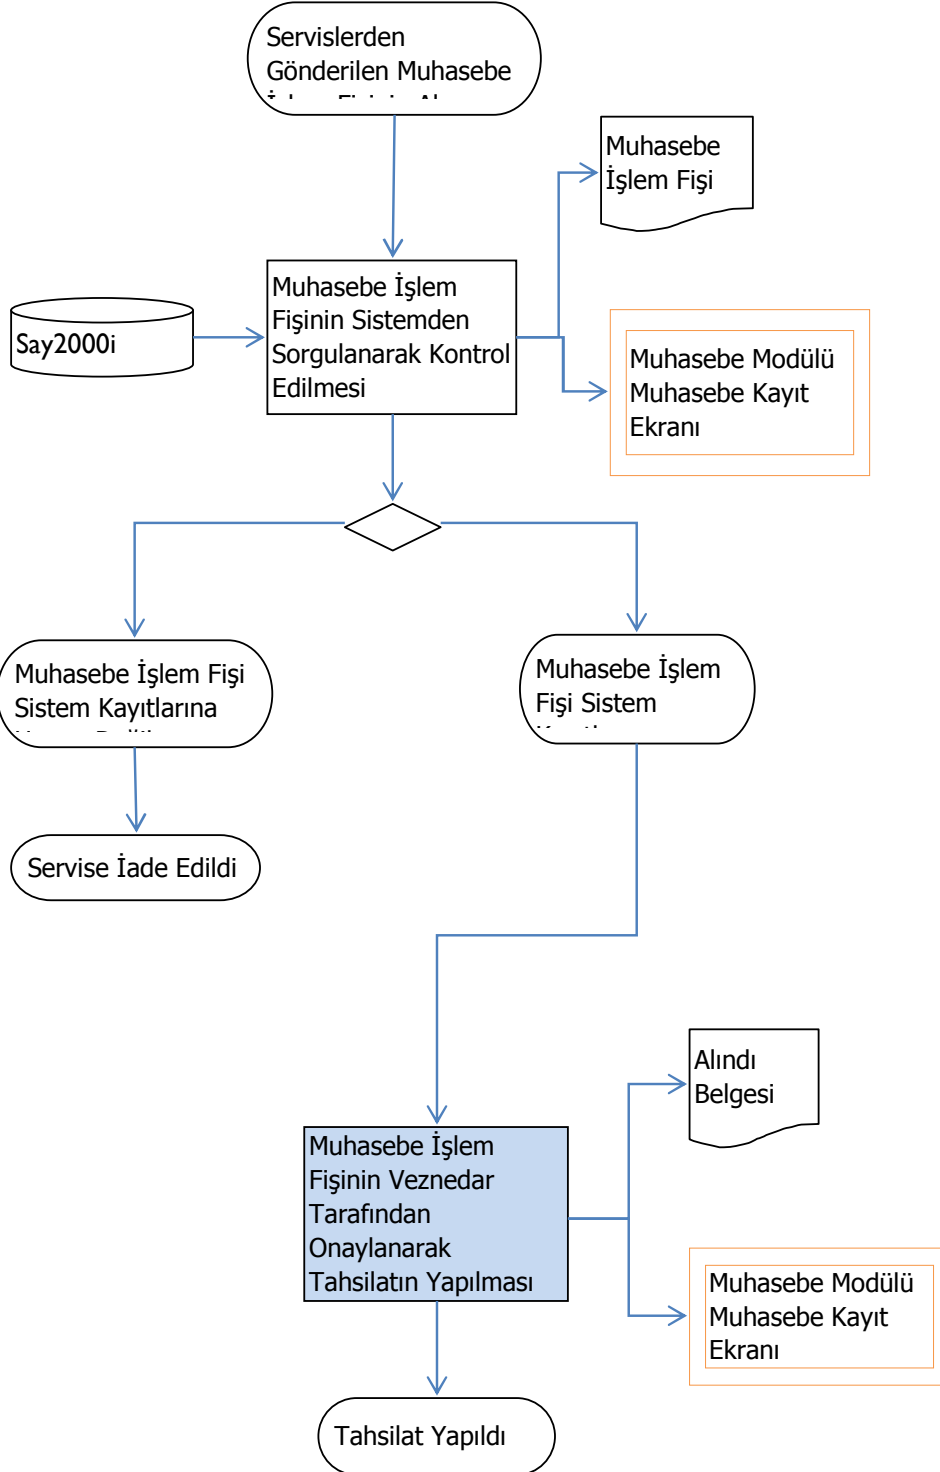 Servislerden
Gönderilen Muhasebe
Muhasebe
İşlem Fişi
Muhasebe İşlem
Fişinin Sistemden
Sorgulanarak Kontrol
Edilmesi
Say2000i
Muhasebe Modülü
Muhasebe Kayıt
Ekranı
Muhasebe İşlem Fişi
Sistem Kayıtlarına
Muhasebe İşlem
Fişi Sistem
Servise İade Edildi
Alındı
Belgesi
Muhasebe İşlem
Fişinin Veznedar
Tarafından
Onaylanarak
Tahsilatın Yapılması
Muhasebe Modülü
Muhasebe Kayıt
Ekranı
Tahsilat Yapıldı